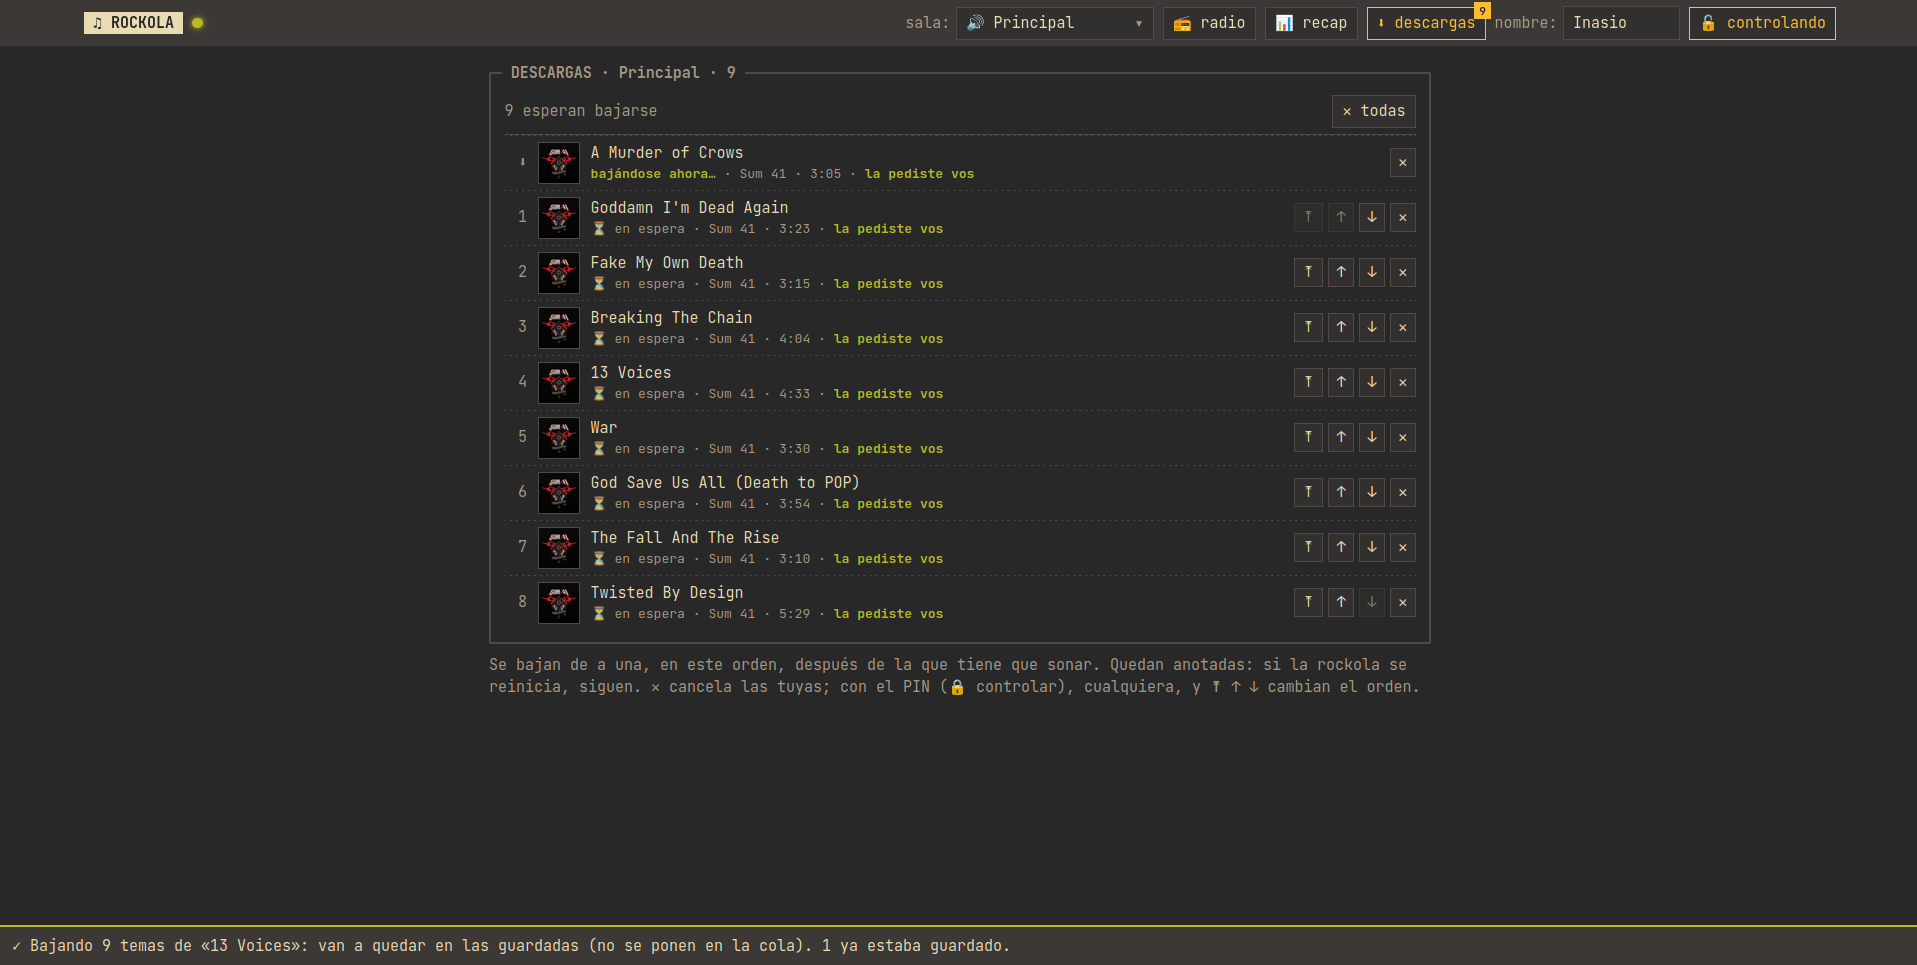 ♫ ROCKOLA
sala: 🔊 Principal ▾ 📻 radio 📊 recap ⬇ descargas 9 nombre: Inasio 🔓 controlando
DESCARGAS · Principal · 9
9 esperan bajarse × todas
⬇ A Murder of Crows
bajándose ahora… · Sum 41 · 3:05 · la pediste vos ×
1 Goddamn I'm Dead Again
⏳ en espera · Sum 41 · 3:23 · la pediste vos ⤒ ↑ ↓ ×
2 Fake My Own Death
⏳ en espera · Sum 41 · 3:15 · la pediste vos ⤒ ↑ ↓ ×
3 Breaking The Chain
⏳ en espera · Sum 41 · 4:04 · la pediste vos ⤒ ↑ ↓ ×
4 13 Voices
⏳ en espera · Sum 41 · 4:33 · la pediste vos ⤒ ↑ ↓ ×
5 War
⏳ en espera · Sum 41 · 3:30 · la pediste vos ⤒ ↑ ↓ ×
6 God Save Us All (Death to POP)
⏳ en espera · Sum 41 · 3:54 · la pediste vos ⤒ ↑ ↓ ×
7 The Fall And The Rise
⏳ en espera · Sum 41 · 3:10 · la pediste vos ⤒ ↑ ↓ ×
8 Twisted By Design
⏳ en espera · Sum 41 · 5:29 · la pediste vos ⤒ ↑ ↓ ×
Se bajan de a una, en este orden, después de la que tiene que sonar. Quedan anotadas: si la rockola se
reinicia, siguen. × cancela las tuyas; con el PIN (🔒 controlar), cualquiera, y ⤒ ↑ ↓ cambian el orden.
✓ Bajando 9 temas de «13 Voices»: van a quedar en las guardadas (no se ponen en la cola). 1 ya estaba guardado.